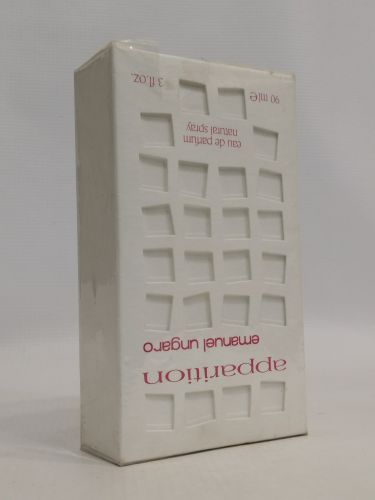 apparition
emanuel ungaro
eau de parfum
natural spray
90 ml ℮ 3 fl.oz.